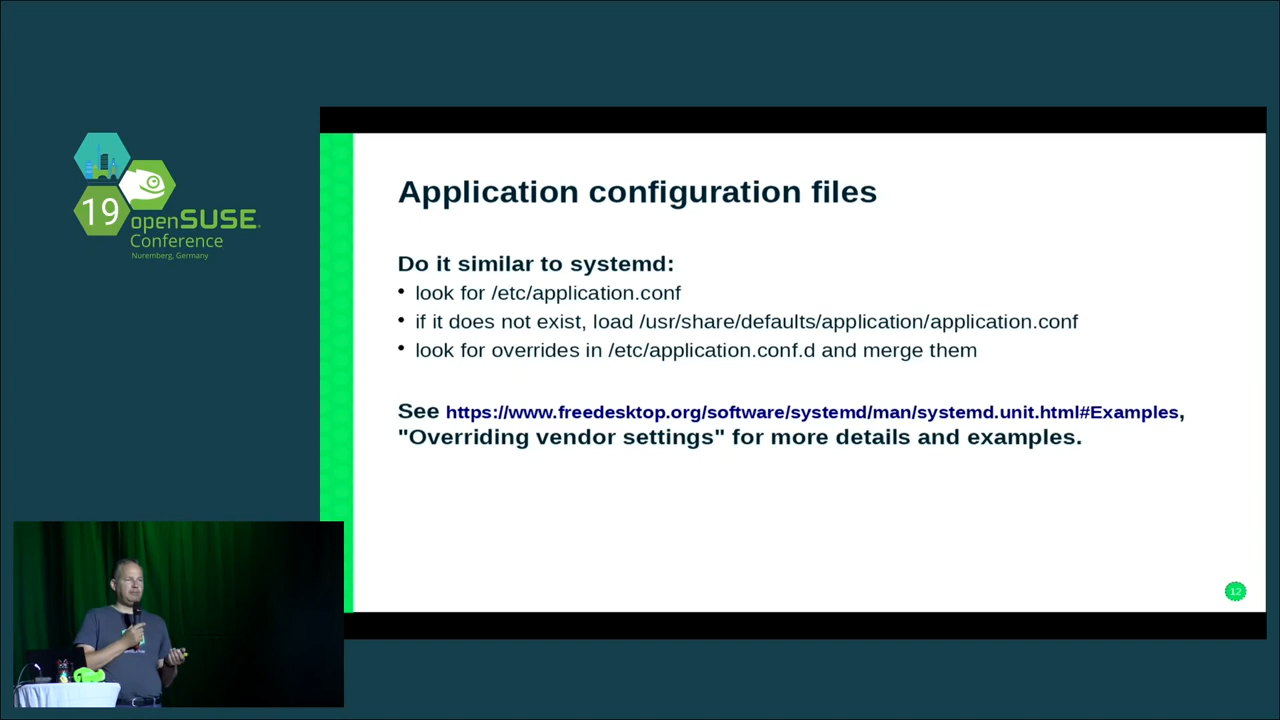 19
openSUSE.
Conference
Nuremberg, Germany
Application configuration files
Do it similar to systemd:
• look for /etc/application.conf
• if it does not exist, load /usr/share/defaults/application/application.conf
• look for overrides in /etc/application.conf.d and merge them
See https://www.freedesktop.org/software/systemd/man/systemd.unit.html#Examples,
"Overriding vendor settings" for more details and examples.
12